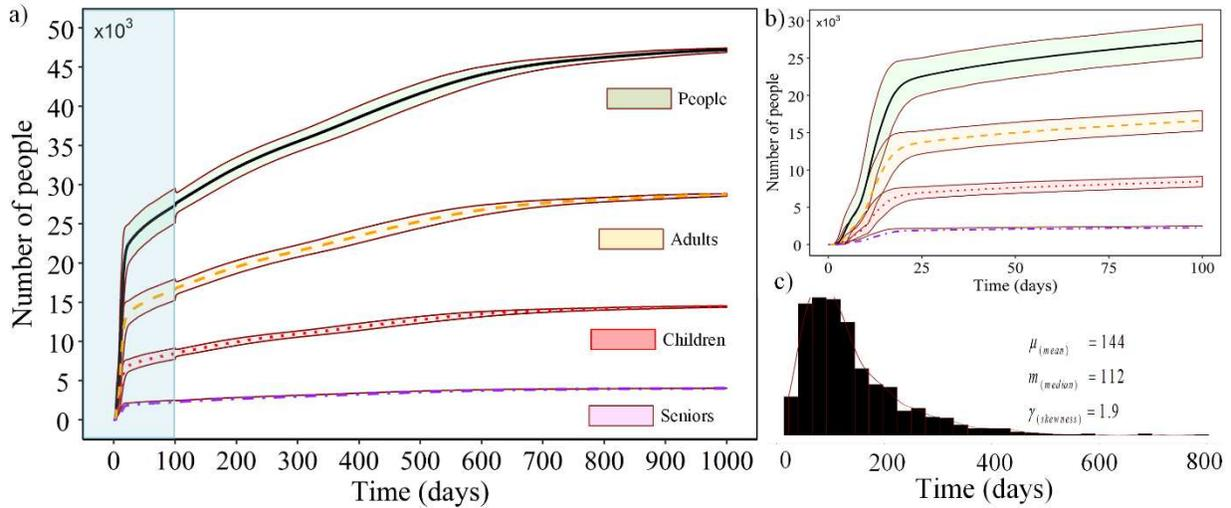 a)
x10³
50
45
40
35
30
25
20
15
10
5
0
Number of people
People
Adults
Children
Seniors
0 100 200 300 400 500 600 700 800 900 1000
Time (days)
b)
x10³
30
25
20
15
10
5
0
Number of people
0 25 50 75 100
Time (days)
c)
μ(mean) = 144
m(median) = 112
γ(skewness) = 1.9
0 200 400 600 800
Time (days)